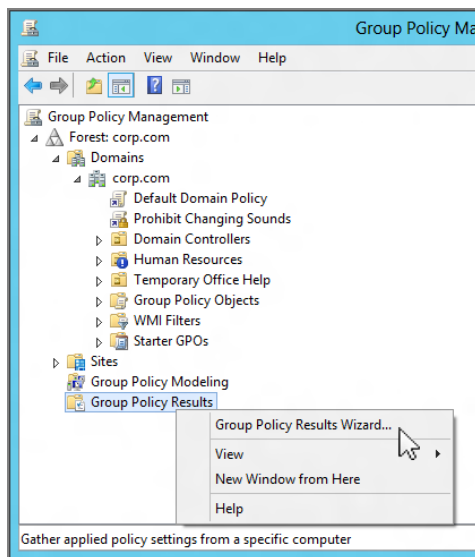 Group Policy Ma
File Action View Window Help
Group Policy Management
Forest: corp.com
Domains
corp.com
Default Domain Policy
Prohibit Changing Sounds
Domain Controllers
Human Resources
Temporary Office Help
Group Policy Objects
WMI Filters
Starter GPOs
Sites
Group Policy Modeling
Group Policy Results
Group Policy Results Wizard...
View
New Window from Here
Help
Gather applied policy settings from a specific computer